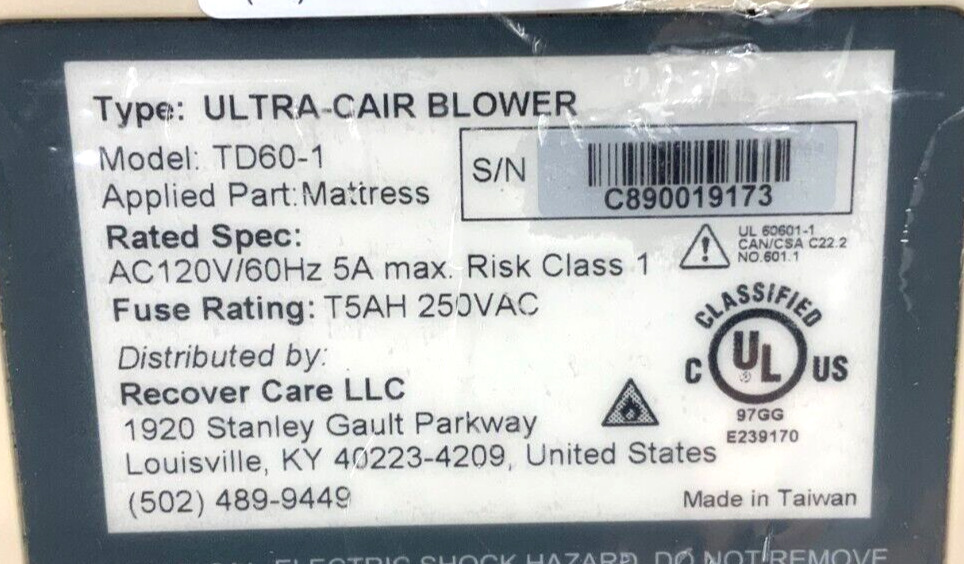 Type: ULTRA-CAIR BLOWER
Model: TD60-1
Applied Part: Mattress
S/N
C890019173
Rated Spec:
AC120V/60Hz 5A max. Risk Class 1
Fuse Rating: T5AH 250VAC
UL 60601-1
CAN/CSA C22.2
NO.601.1
CLASSIFIED
C UL US
97GG
E239170
Distributed by:
Recover Care LLC
1920 Stanley Gault Parkway
Louisville, KY 40223-4209, United States
(502) 489-9449
Made in Taiwan
ELECTRIC SHOCK HAZARD. DO NOT REMOVE